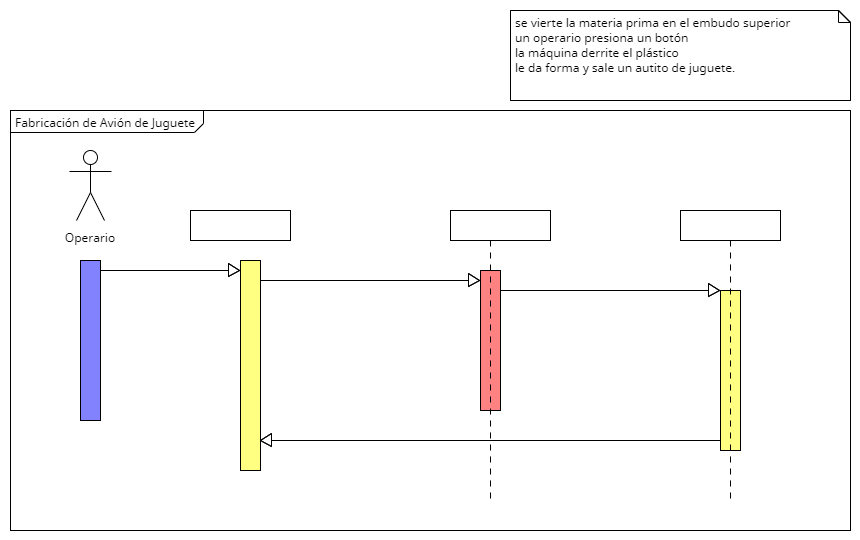 se vierte la materia prima en el embudo superior
un operario presiona un botón
la máquina derrite el plástico
le da forma y sale un autito de juguete.
Fabricación de Avión de Juguete
Operario